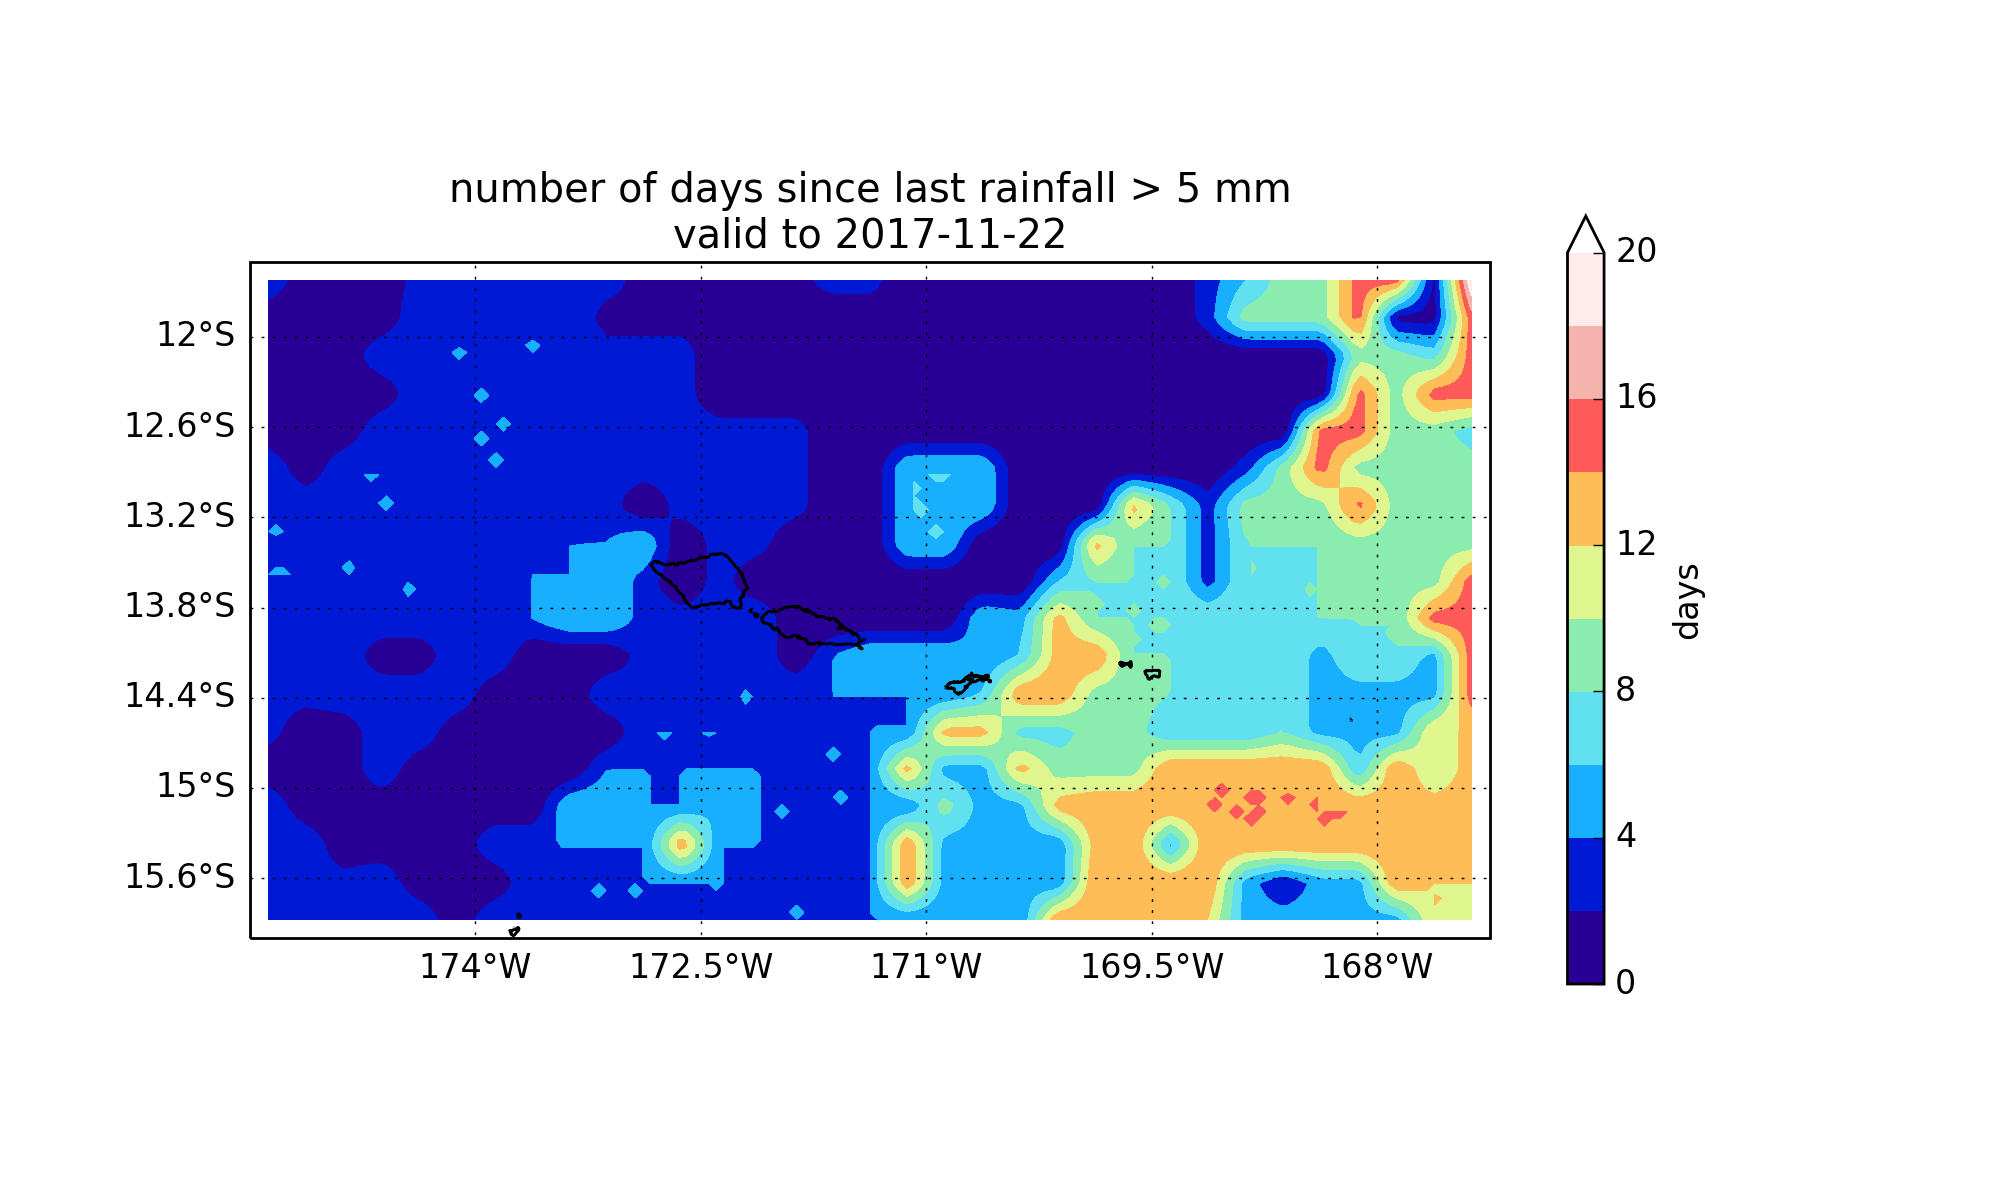 number of days since last rainfall > 5 mm
valid to 2017-11-22
12°S
12.6°S
13.2°S
13.8°S
14.4°S
15°S
15.6°S
174°W 172.5°W 171°W 169.5°W 168°W
20
16
12
8
4
0
days